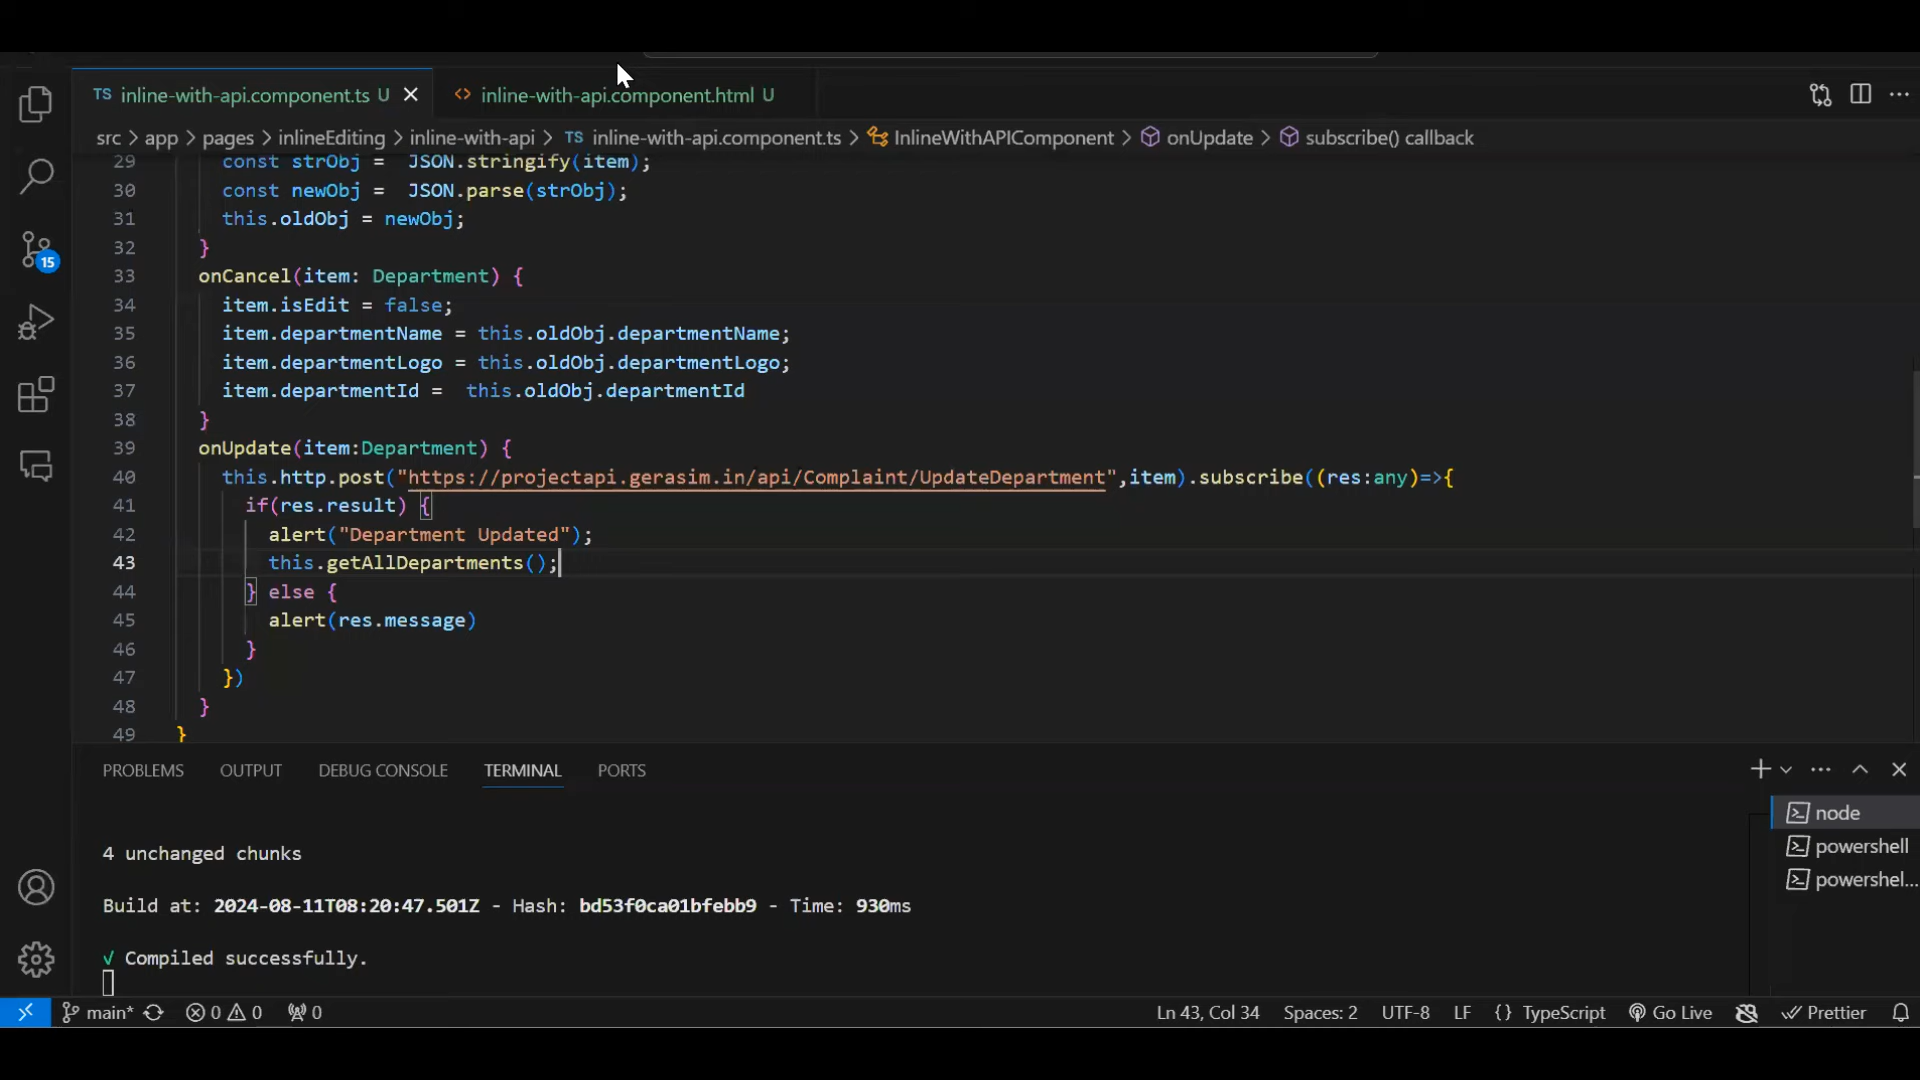 TS inline-with-api.component.ts U
<> inline-with-api.component.html U
src > app > pages > inlineEditing > inline-with-api > TS inline-with-api.component.ts > InlineWithAPIComponent > onUpdate > subscribe() callback
29 const strObj =  JSON.stringify(item);
30 const newObj =  JSON.parse(strObj);
31 this.oldObj = newObj;
32 }
33 onCancel(item: Department) {
34 item.isEdit = false;
35 item.departmentName = this.oldObj.departmentName;
36 item.departmentLogo = this.oldObj.departmentLogo;
37 item.departmentId =  this.oldObj.departmentId
38 }
39 onUpdate(item:Department) {
40 this.http.post("https://projectapi.gerasim.in/api/Complaint/UpdateDepartment",item).subscribe((res:any)=>{
41 if(res.result) {
42 alert("Department Updated");
43 this.getAllDepartments();
44 } else {
45 alert(res.message)
46 }
47 })
48 }
49 }
15
PROBLEMS OUTPUT DEBUG CONSOLE TERMINAL PORTS
4 unchanged chunks
Build at: 2024-08-11T08:20:47.501Z - Hash: bd53f0ca01bfebb9 - Time: 930ms
√ Compiled successfully.
node
powershell
powershel...
main* 0 0 0 Ln 43, Col 34 Spaces: 2 UTF-8 LF {} TypeScript Go Live Prettier